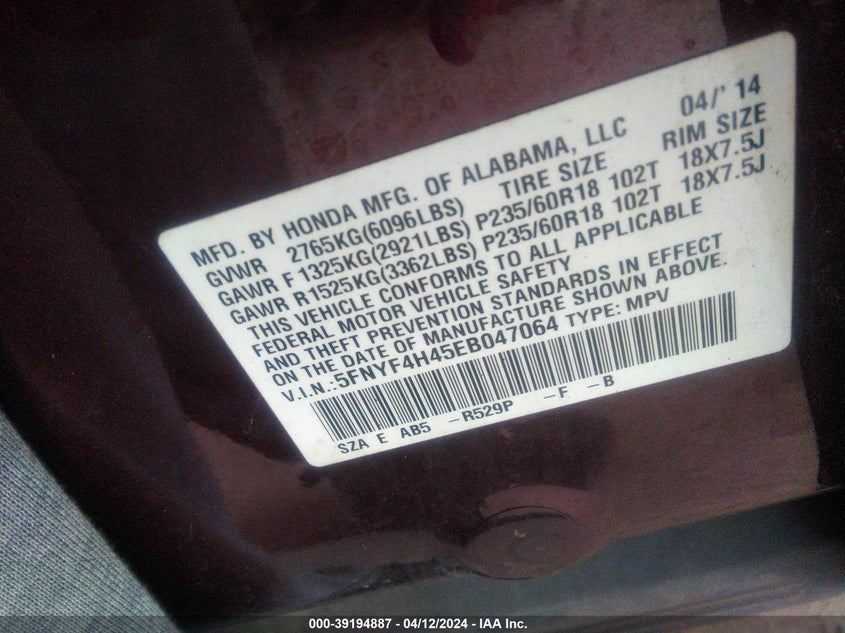 MFD. BY HONDA MFG. OF ALABAMA, LLC 04/' 14
GVWR 2765KG(6096LBS) TIRE SIZE RIM SIZE
GAWR F 1325KG(2921LBS) P235/60R18 102T 18X7.5J
GAWR R1525KG(3362LBS) P235/60R18 102T 18X7.5J
THIS VEHICLE CONFORMS TO ALL APPLICABLE
FEDERAL MOTOR VEHICLE SAFETY
AND THEFT PREVENTION STANDARDS IN EFFECT
ON THE DATE OF MANUFACTURE SHOWN ABOVE.
V.I.N.:5FNYF4H45EB047064 TYPE: MPV
SZA E AB5 -R529P -F -B
000-39194887 - 04/12/2024 - IAA Inc.